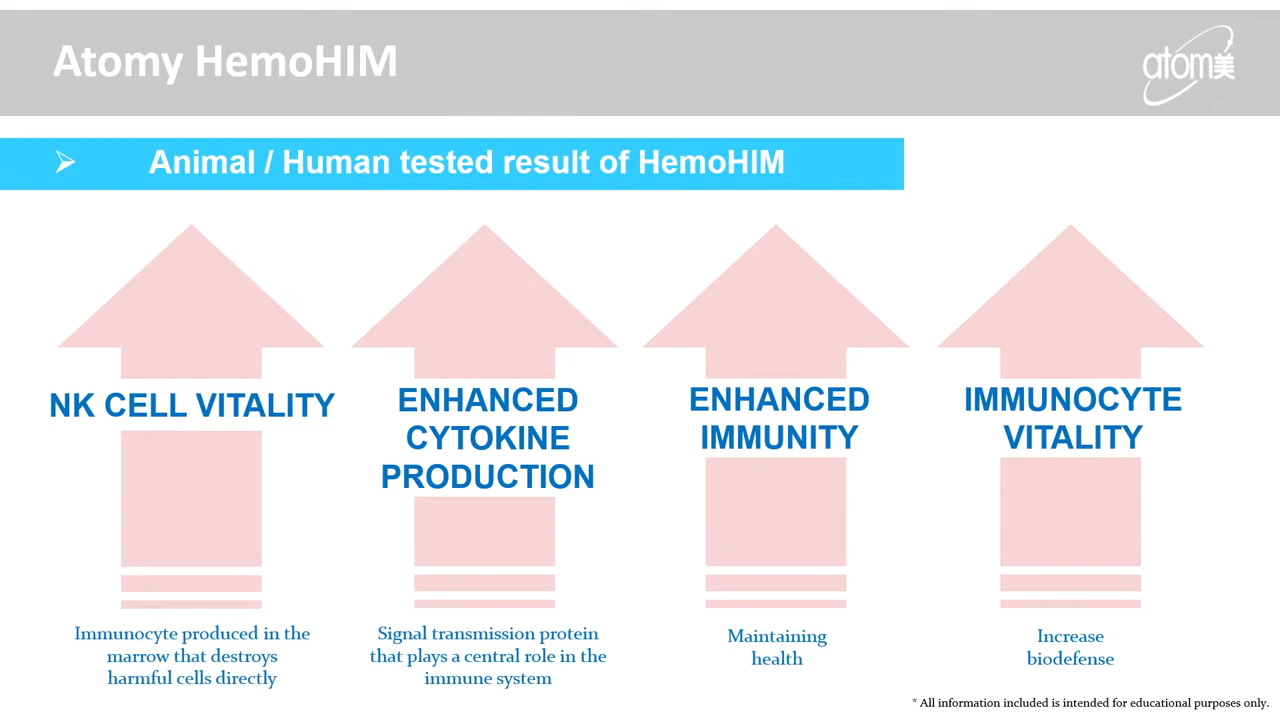 Atomy HemoHIM
atom美
Animal / Human tested result of HemoHIM
NK CELL VITALITY
Immunocyte produced in the
marrow that destroys
harmful cells directly
ENHANCED
CYTOKINE
PRODUCTION
Signal transmission protein
that plays a central role in the
immune system
ENHANCED
IMMUNITY
Maintaining
health
IMMUNOCYTE
VITALITY
Increase
biodefense
* All information included is intended for educational purposes only.